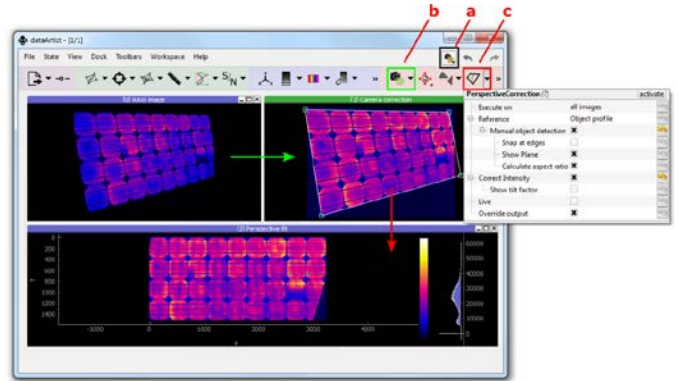 b a c
dataArtist - [1/1]
File State View Dock Toolbars Workspace Help
S/N
PerspectiveCorrection activate
Execute on all images
Reference Object profile
Manual object detection
Snap at edges
Show Plane
Calculate aspect ratio
Correct Intensity
Show tilt factor
Live
Override output
Camera correction
[2] Perspective fit
0
200
400
600
800
1000
1200
1400
-1000 0 1000 2000 3000 4000
x
60000
50000
40000
30000
20000
10000
0